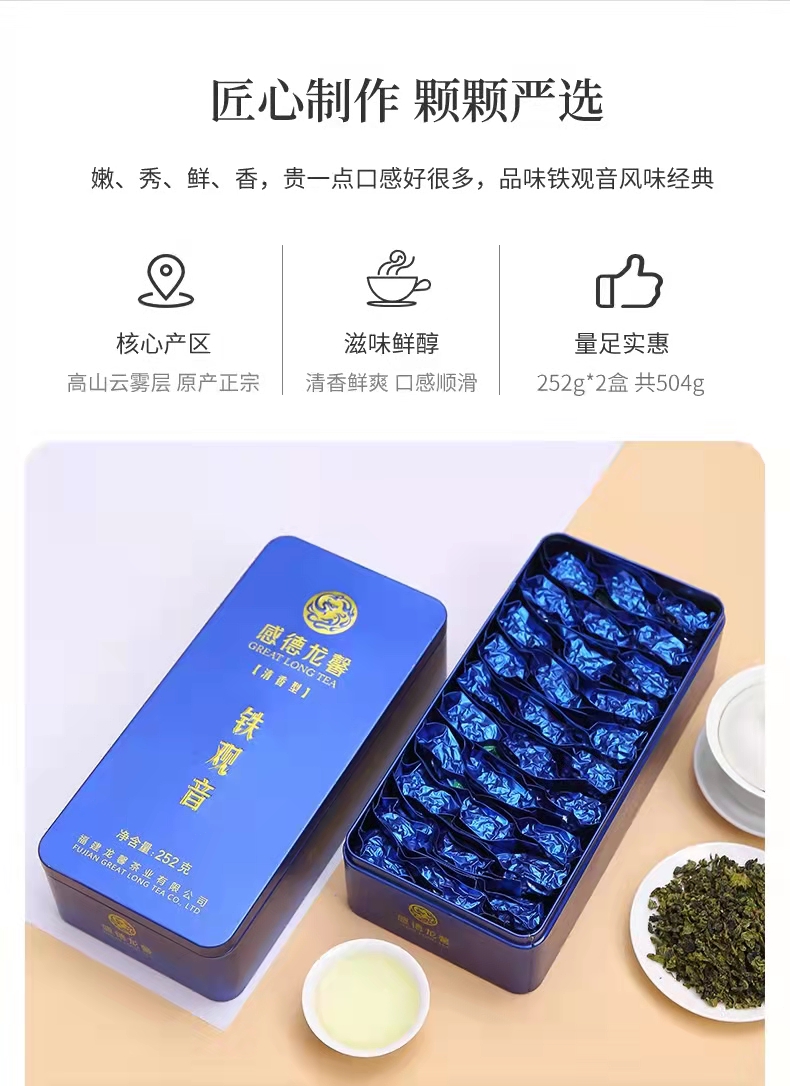 匠心制作 颗颗严选
嫩、秀、鲜、香，贵一点口感好很多，品味铁观音风味经典
核心产区
高山云雾层 原产正宗
滋味鲜醇
清香鲜爽 口感顺滑
量足实惠
252g*2盒 共504g
感德龙馨
GREAT LONG TEA
【清香型】
铁观音
净含量:252克
福建龙馨茶业有限公司
FUJIAN GREAT LONG TEA CO., LTD
感德龙馨
感德龙馨